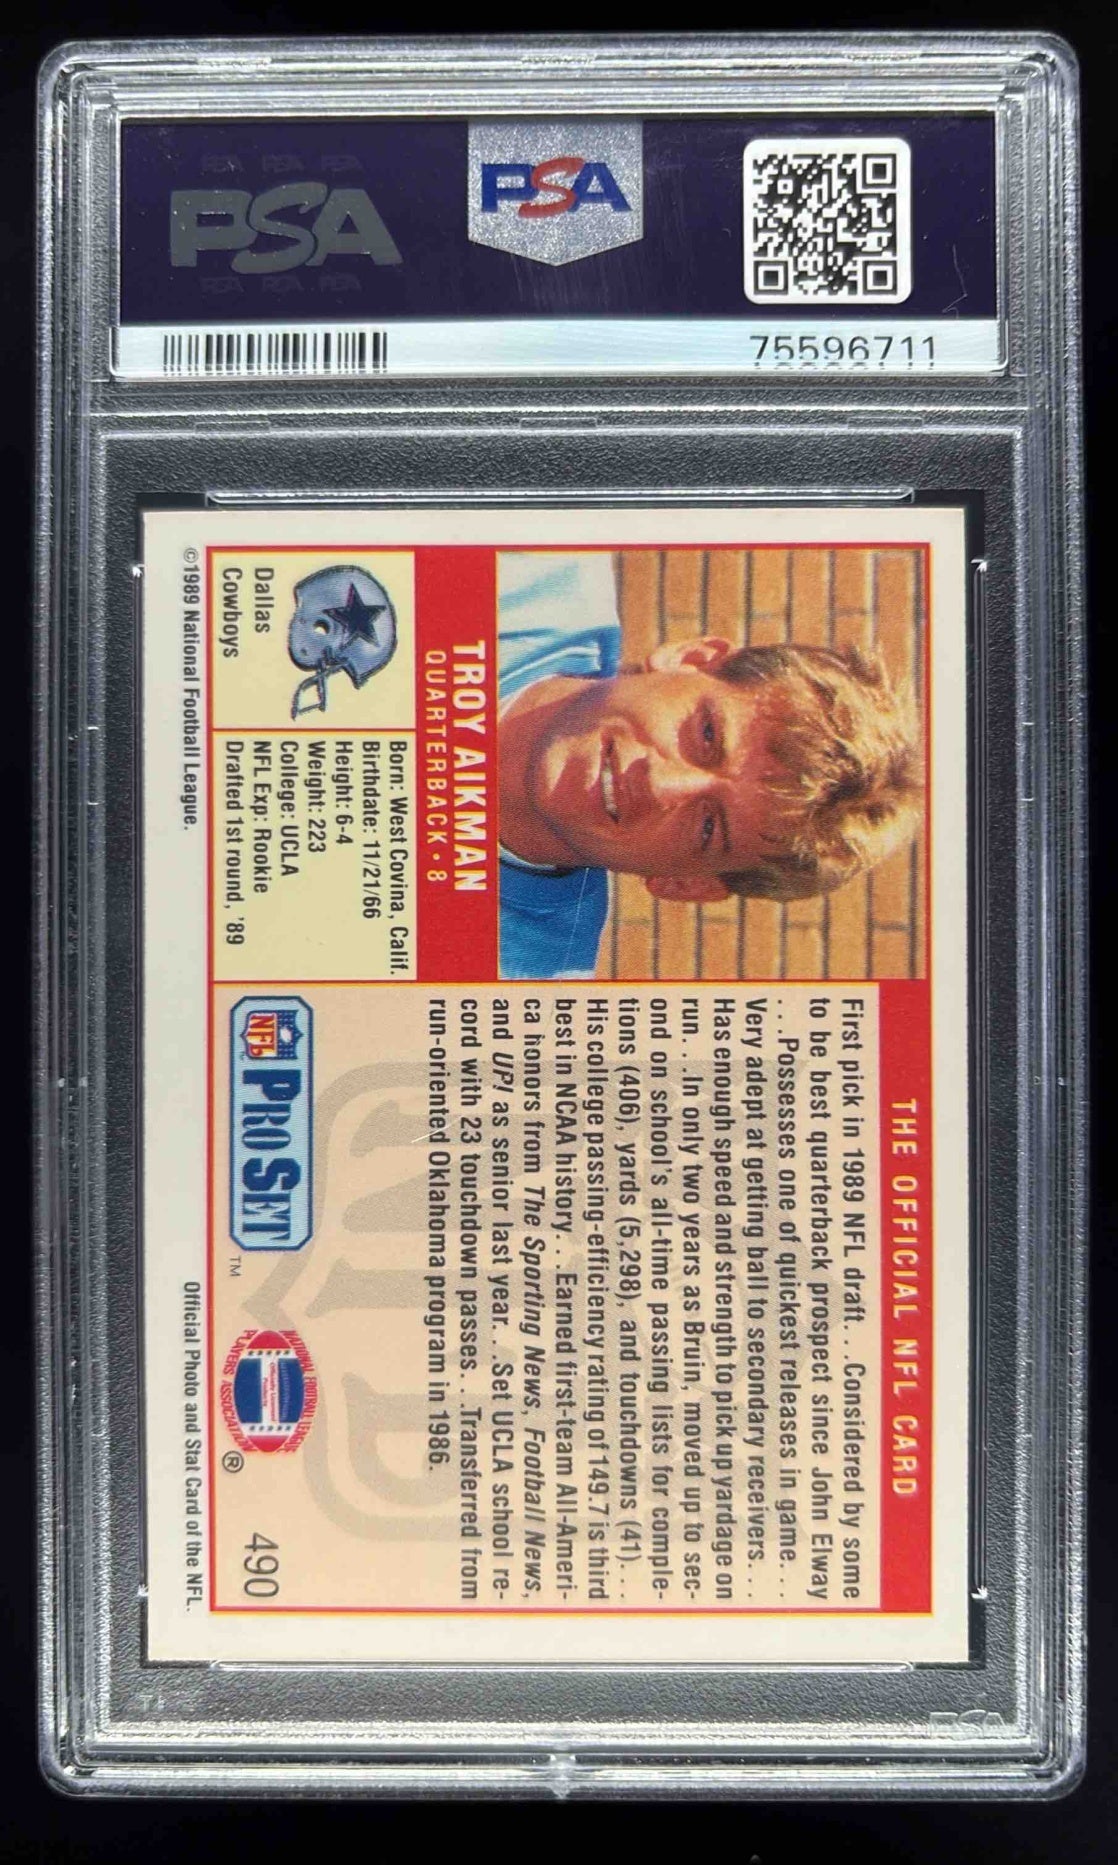 PSA
PSA
75596711
THE OFFICIAL NFL CARD
TROY AIKMAN
QUARTERBACK • 8
Dallas
Cowboys
Born: West Covina, Calif.
Birthdate: 11/21/66
Height: 6-4
Weight: 223
College: UCLA
NFL Exp: Rookie
Drafted 1st round, '89
First pick in 1989 NFL draft. . .Considered by some
to be best quarterback prospect since John Elway
. . .Possesses one of quickest releases in game. . .
Very adept at getting ball to secondary receivers. . .
Has enough speed and strength to pick up yardage on
run. . .In only two years as Bruin, moved up to sec-
ond on school's all-time passing lists for comple-
tions (406), yards (5,298), and touchdowns (41). . .
His college passing-efficiency rating of 149.7 is third
best in NCAA history. . .Earned first-team All-Ameri-
ca honors from The Sporting News, Football News,
and UPI as senior last year. . .Set UCLA school re-
cord with 23 touchdown passes. . .Transferred from
run-oriented Oklahoma program in 1986.
NFL PRO SET TM
NATIONAL FOOTBALL LEAGUE
PLAYERS ASSOCIATION
®
490
©1989 National Football League.
Official Photo and Stat Card of the NFL.
PSA